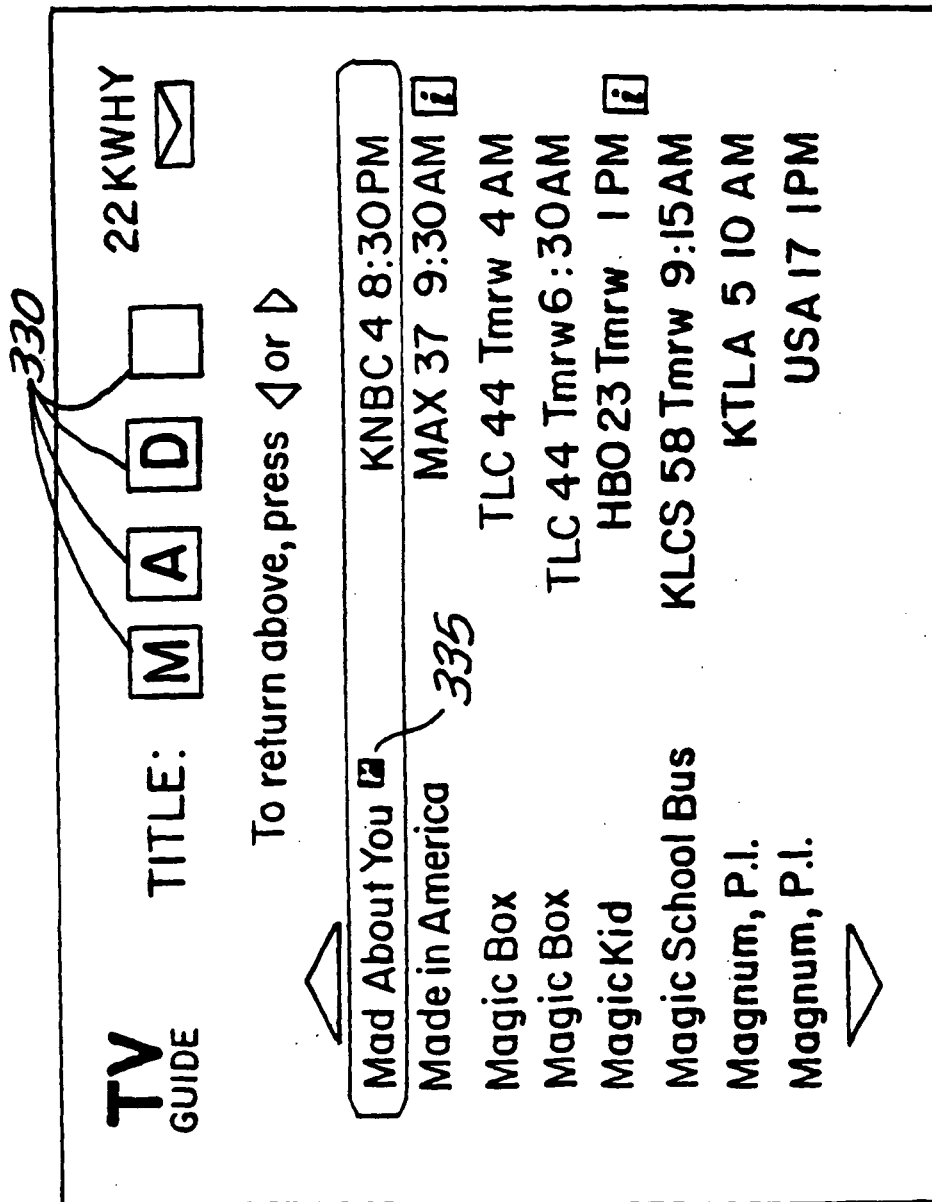 330
TV GUIDE TITLE: M A D 22 KWHY
To return above, press ◁ or ▷
Mad About You KNBC 4 8:30PM
335
Made in America MAX 37 9:30AM i
Magic Box TLC 44 Tmrw 4 AM
Magic Box TLC 44 Tmrw 6:30AM
Magic Kid HBO 23 Tmrw 1 PM i
Magic School Bus KLCS 58 Tmrw 9:15AM
Magnum, P.I. KTLA 5 10 AM
Magnum, P.I. USA 17 1PM